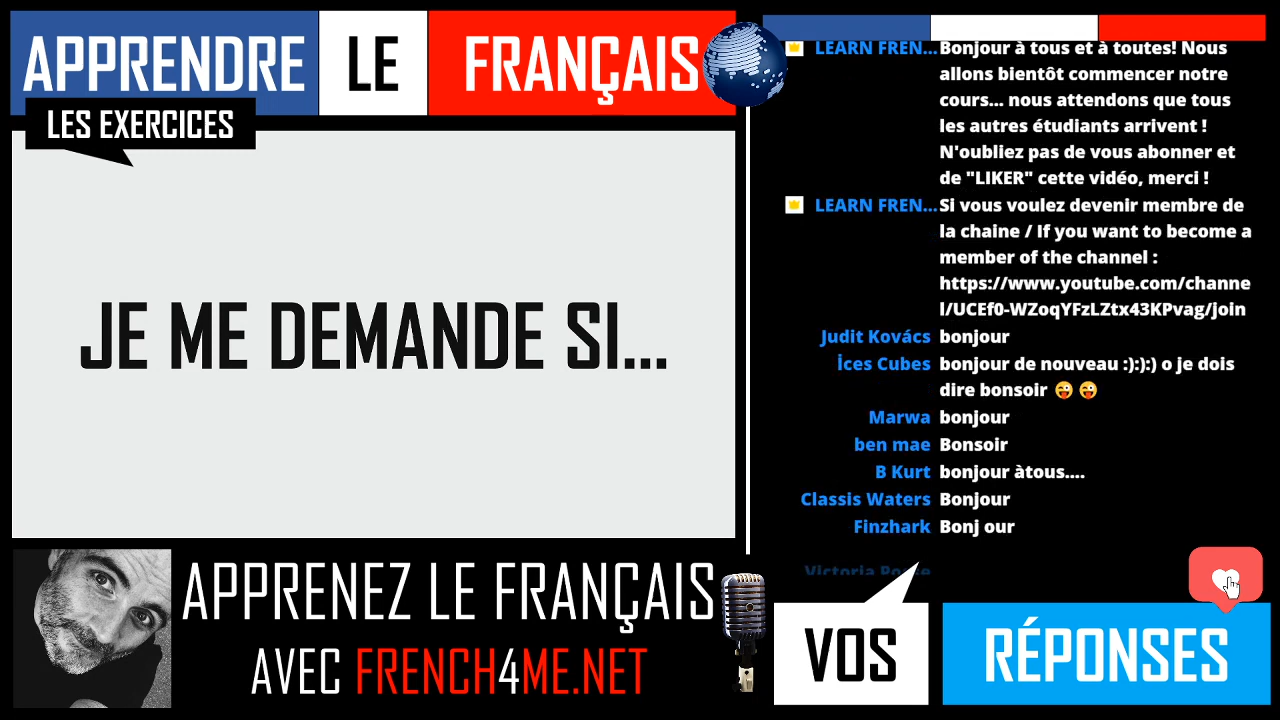 APPRENDRE LE FRANÇAIS
LES EXERCICES
JE ME DEMANDE SI...
APPRENEZ LE FRANÇAIS
AVEC FRENCH4ME.NET
LEARN FREN... Bonjour à tous et à toutes! Nous
allons bientôt commencer notre
cours... nous attendons que tous
les autres étudiants arrivent !
N'oubliez pas de vous abonner et
de "LIKER" cette vidéo, merci !
LEARN FREN... Si vous voulez devenir membre de
la chaine / If you want to become a
member of the channel :
https://www.youtube.com/channe
l/UCEf0-WZoqYFzLZtx43KPvag/join
Judit Kovács bonjour
İces Cubes bonjour de nouveau :):):) o je dois
dire bonsoir 😜 😜
Marwa bonjour
ben mae Bonsoir
B Kurt bonjour àtous....
Classis Waters Bonjour
Finzhark Bonj our
Victoria
VOS RÉPONSES